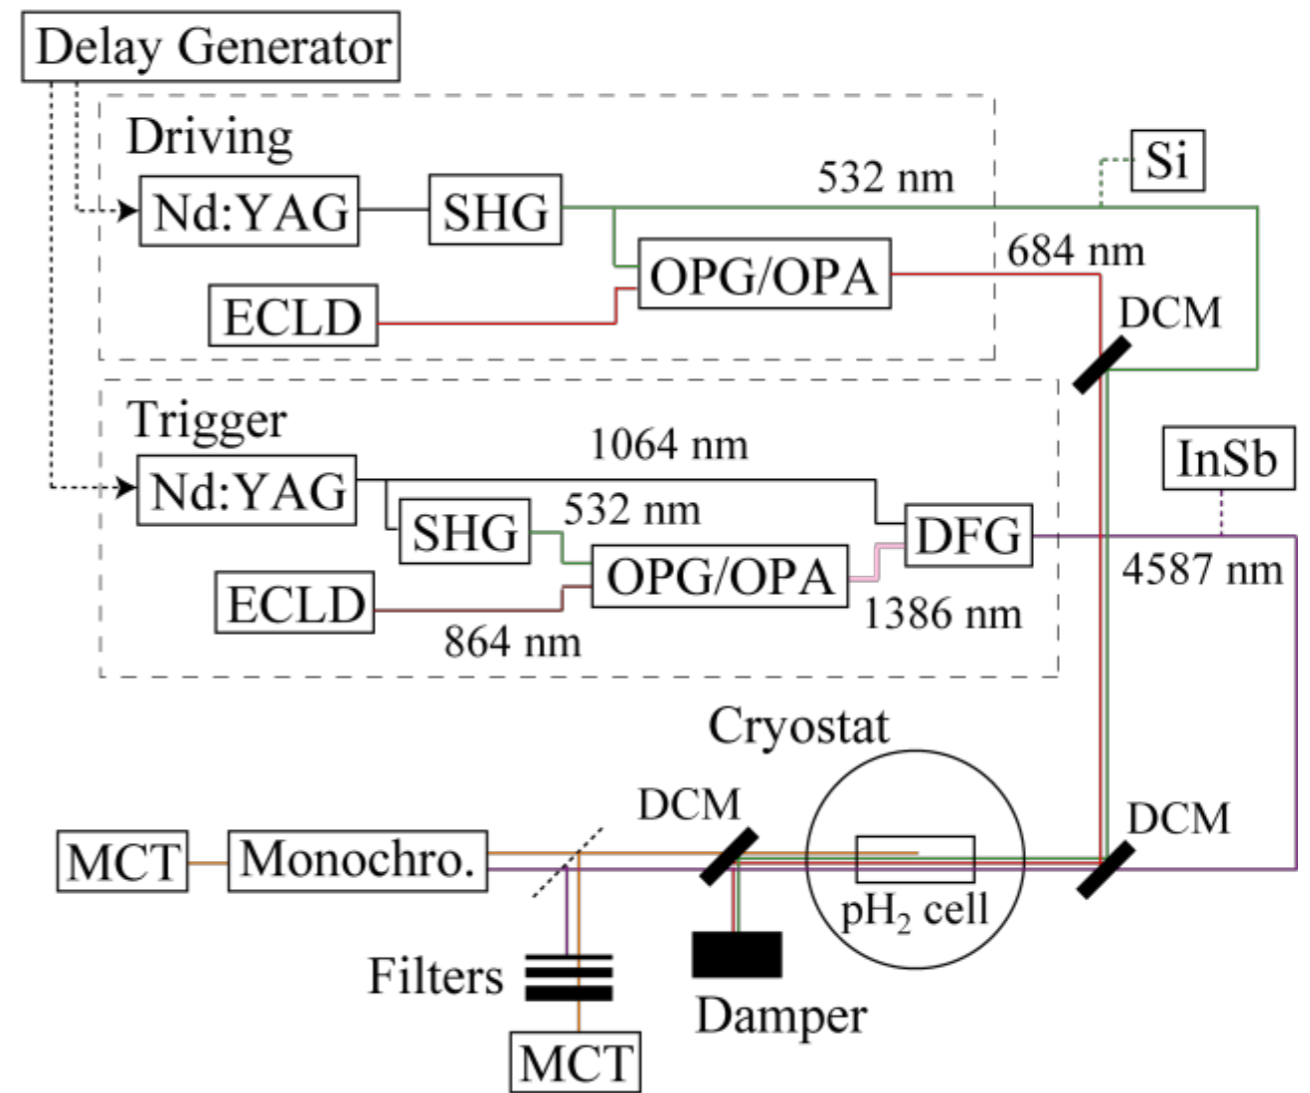 Delay Generator
Driving
Nd:YAG
SHG
532 nm
Si
OPG/OPA
684 nm
ECLD
DCM
Trigger
1064 nm
InSb
Nd:YAG
SHG
532 nm
DFG
OPG/OPA
4587 nm
ECLD
1386 nm
864 nm
Cryostat
DCM
DCM
MCT
Monochro.
pH₂ cell
Filters
Damper
MCT